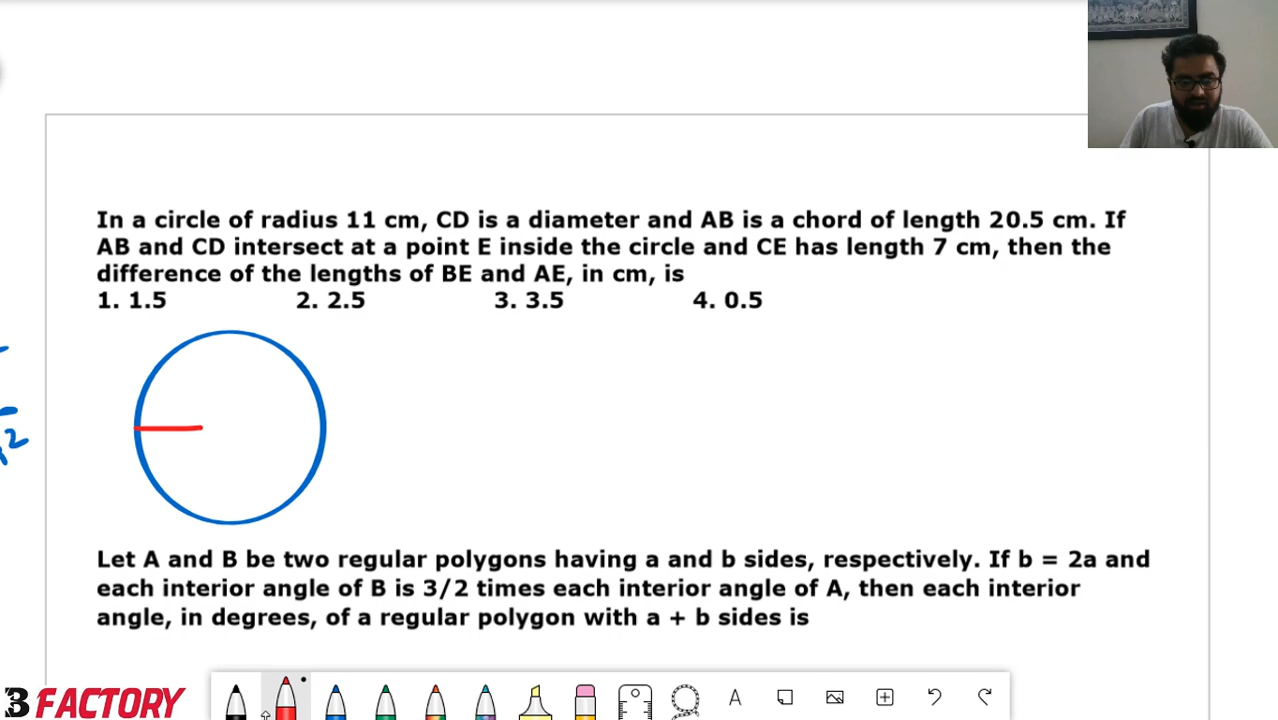 In a circle of radius 11 cm, CD is a diameter and AB is a chord of length 20.5 cm. If
AB and CD intersect at a point E inside the circle and CE has length 7 cm, then the
difference of the lengths of BE and AE, in cm, is
1. 1.5 2. 2.5 3. 3.5 4. 0.5
2
Let A and B be two regular polygons having a and b sides, respectively. If b = 2a and
each interior angle of B is 3/2 times each interior angle of A, then each interior
angle, in degrees, of a regular polygon with a + b sides is
3 FACTORY
A